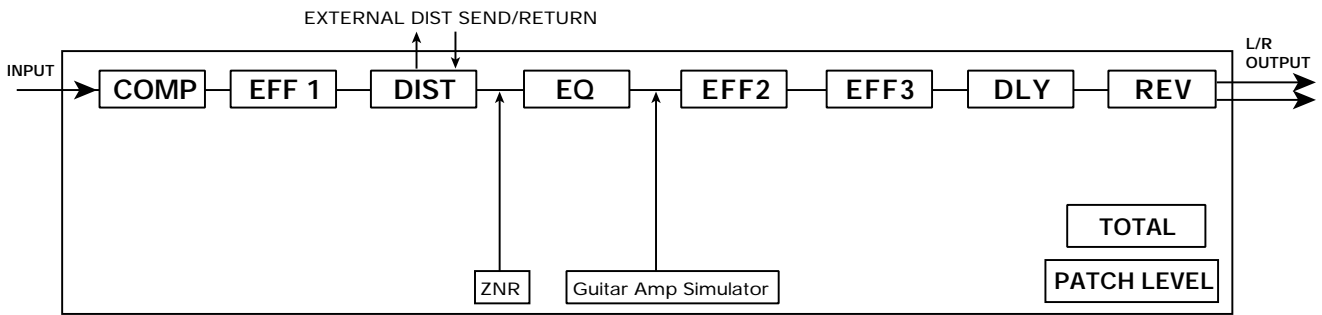 EXTERNAL DIST SEND/RETURN
L/R
OUTPUT
INPUT
COMP
EFF 1
DIST
EQ
EFF2
EFF3
DLY
REV
TOTAL
PATCH LEVEL
ZNR
Guitar Amp Simulator